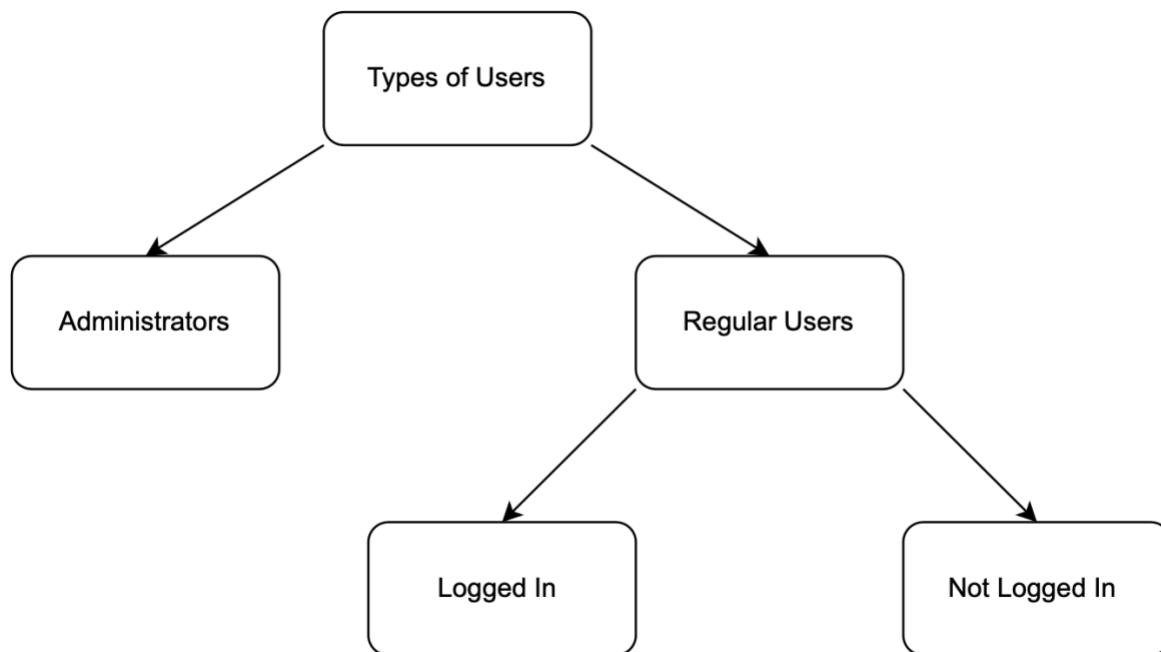 Types of Users
Administrators
Regular Users
Logged In
Not Logged In